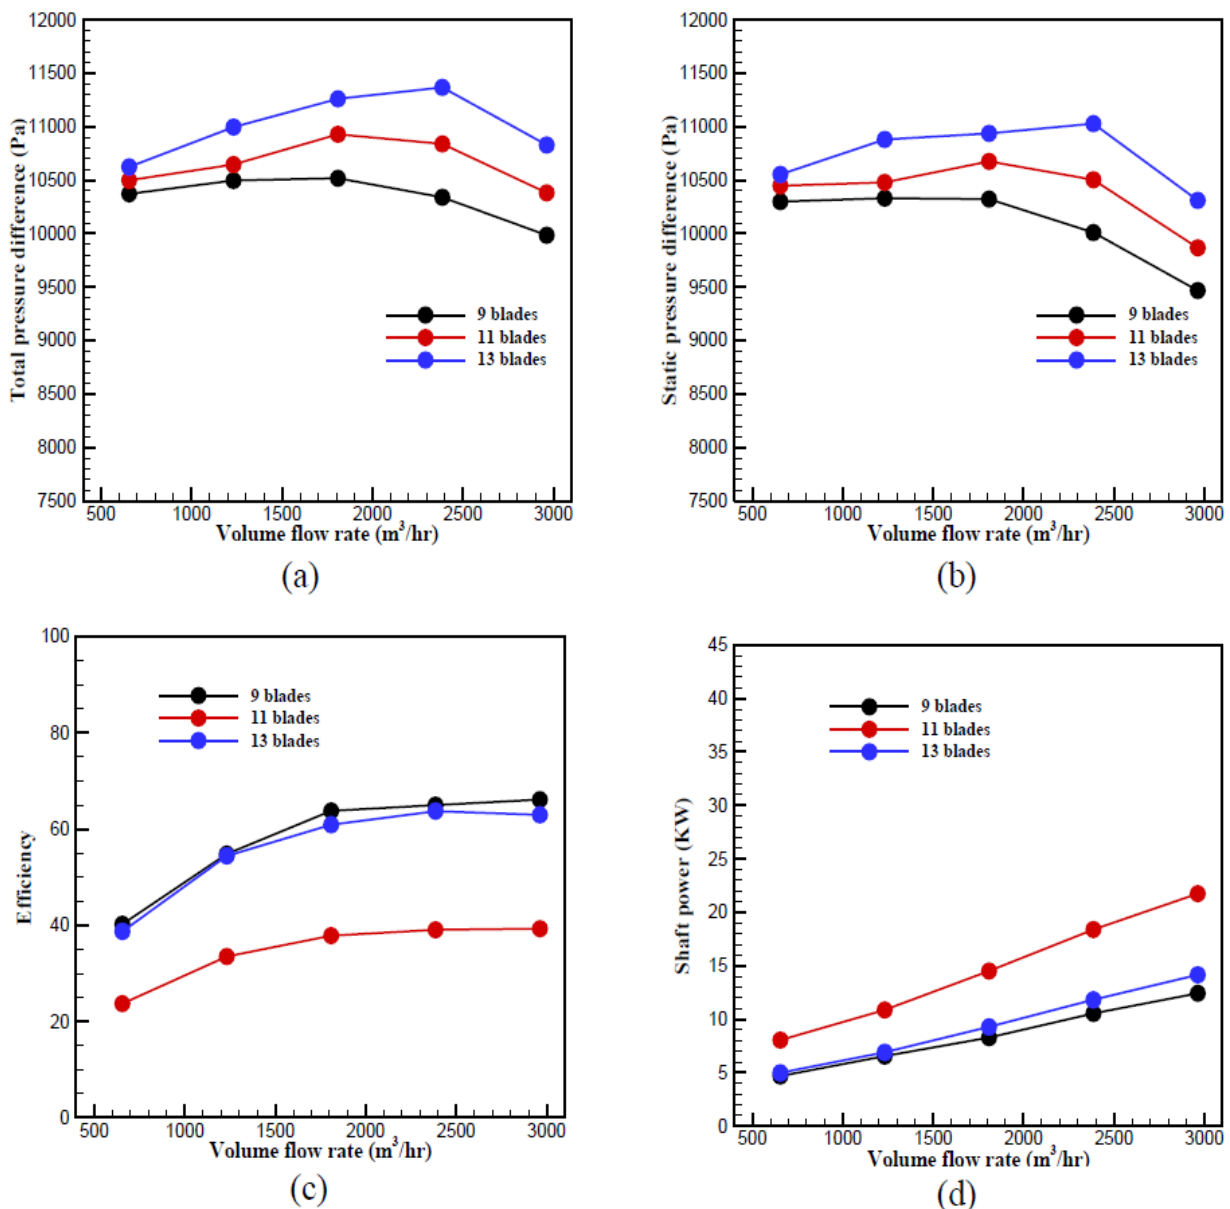 12000
11500
11000
10500
10000
9500
9000
8500
8000
7500
Total pressure difference (Pa)
9 blades
11 blades
13 blades
500 1000 1500 2000 2500 3000
Volume flow rate (m³/hr)
(a)
12000
11500
11000
10500
10000
9500
9000
8500
8000
7500
Static pressure difference (Pa)
9 blades
11 blades
13 blades
500 1000 1500 2000 2500 3000
Volume flow rate (m³/hr)
(b)
100
80
60
40
20
0
Efficiency
9 blades
11 blades
13 blades
500 1000 1500 2000 2500 3000
Volume flow rate (m³/hr)
(c)
45
40
35
30
25
20
15
10
5
0
Shaft power (KW)
9 blades
11 blades
13 blades
500 1000 1500 2000 2500 3000
Volume flow rate (m³/hr)
(d)